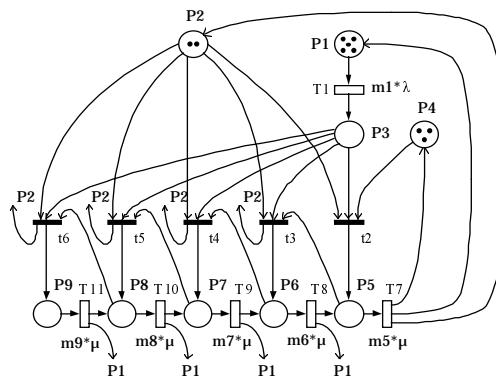 P2
P1
T1
m1*λ
P4
P3
P2
P2
P2
P2
t6
t5
t4
t3
t2
P9
T11
P8
T10
P7
T9
P6
T8
P5
T7
m9*μ
m8*μ
m7*μ
m6*μ
m5*μ
P1
P1
P1
P1